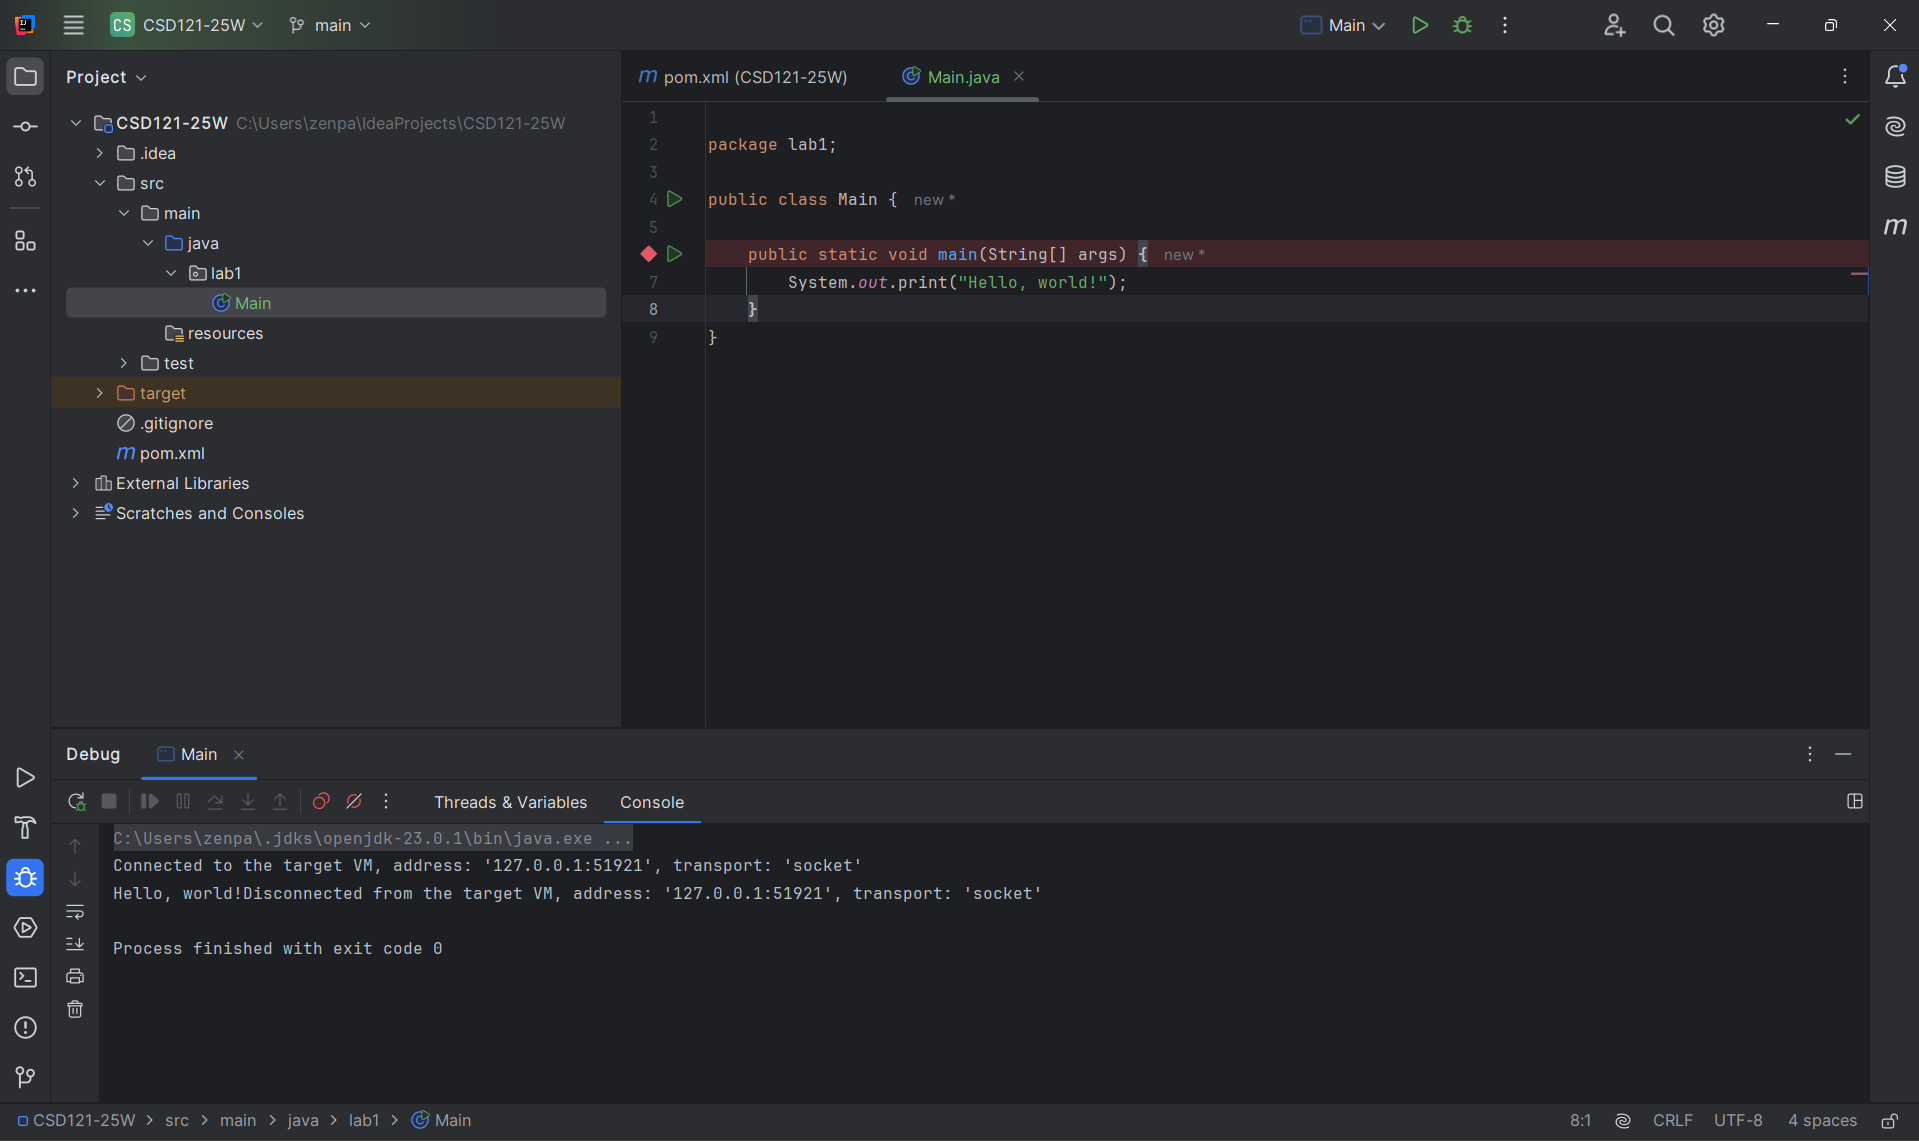 CS CSD121-25W main Main
Project
pom.xml (CSD121-25W) Main.java
CSD121-25W C:\Users\zenpa\IdeaProjects\CSD121-25W
.idea
src
main
java
lab1
Main
resources
test
target
.gitignore
m pom.xml
External Libraries
Scratches and Consoles
1
2 package lab1;
3
4 public class Main { new *
5
public static void main(String[] args) { new *
7 System.out.print("Hello, world!");
8 }
9 }
Debug Main
Threads & Variables Console
C:\Users\zenpa\.jdks\openjdk-23.0.1\bin\java.exe ...
Connected to the target VM, address: '127.0.0.1:51921', transport: 'socket'
Hello, world!Disconnected from the target VM, address: '127.0.0.1:51921', transport: 'socket'
Process finished with exit code 0
CSD121-25W > src > main > java > lab1 > Main
8:1 CRLF UTF-8 4 spaces